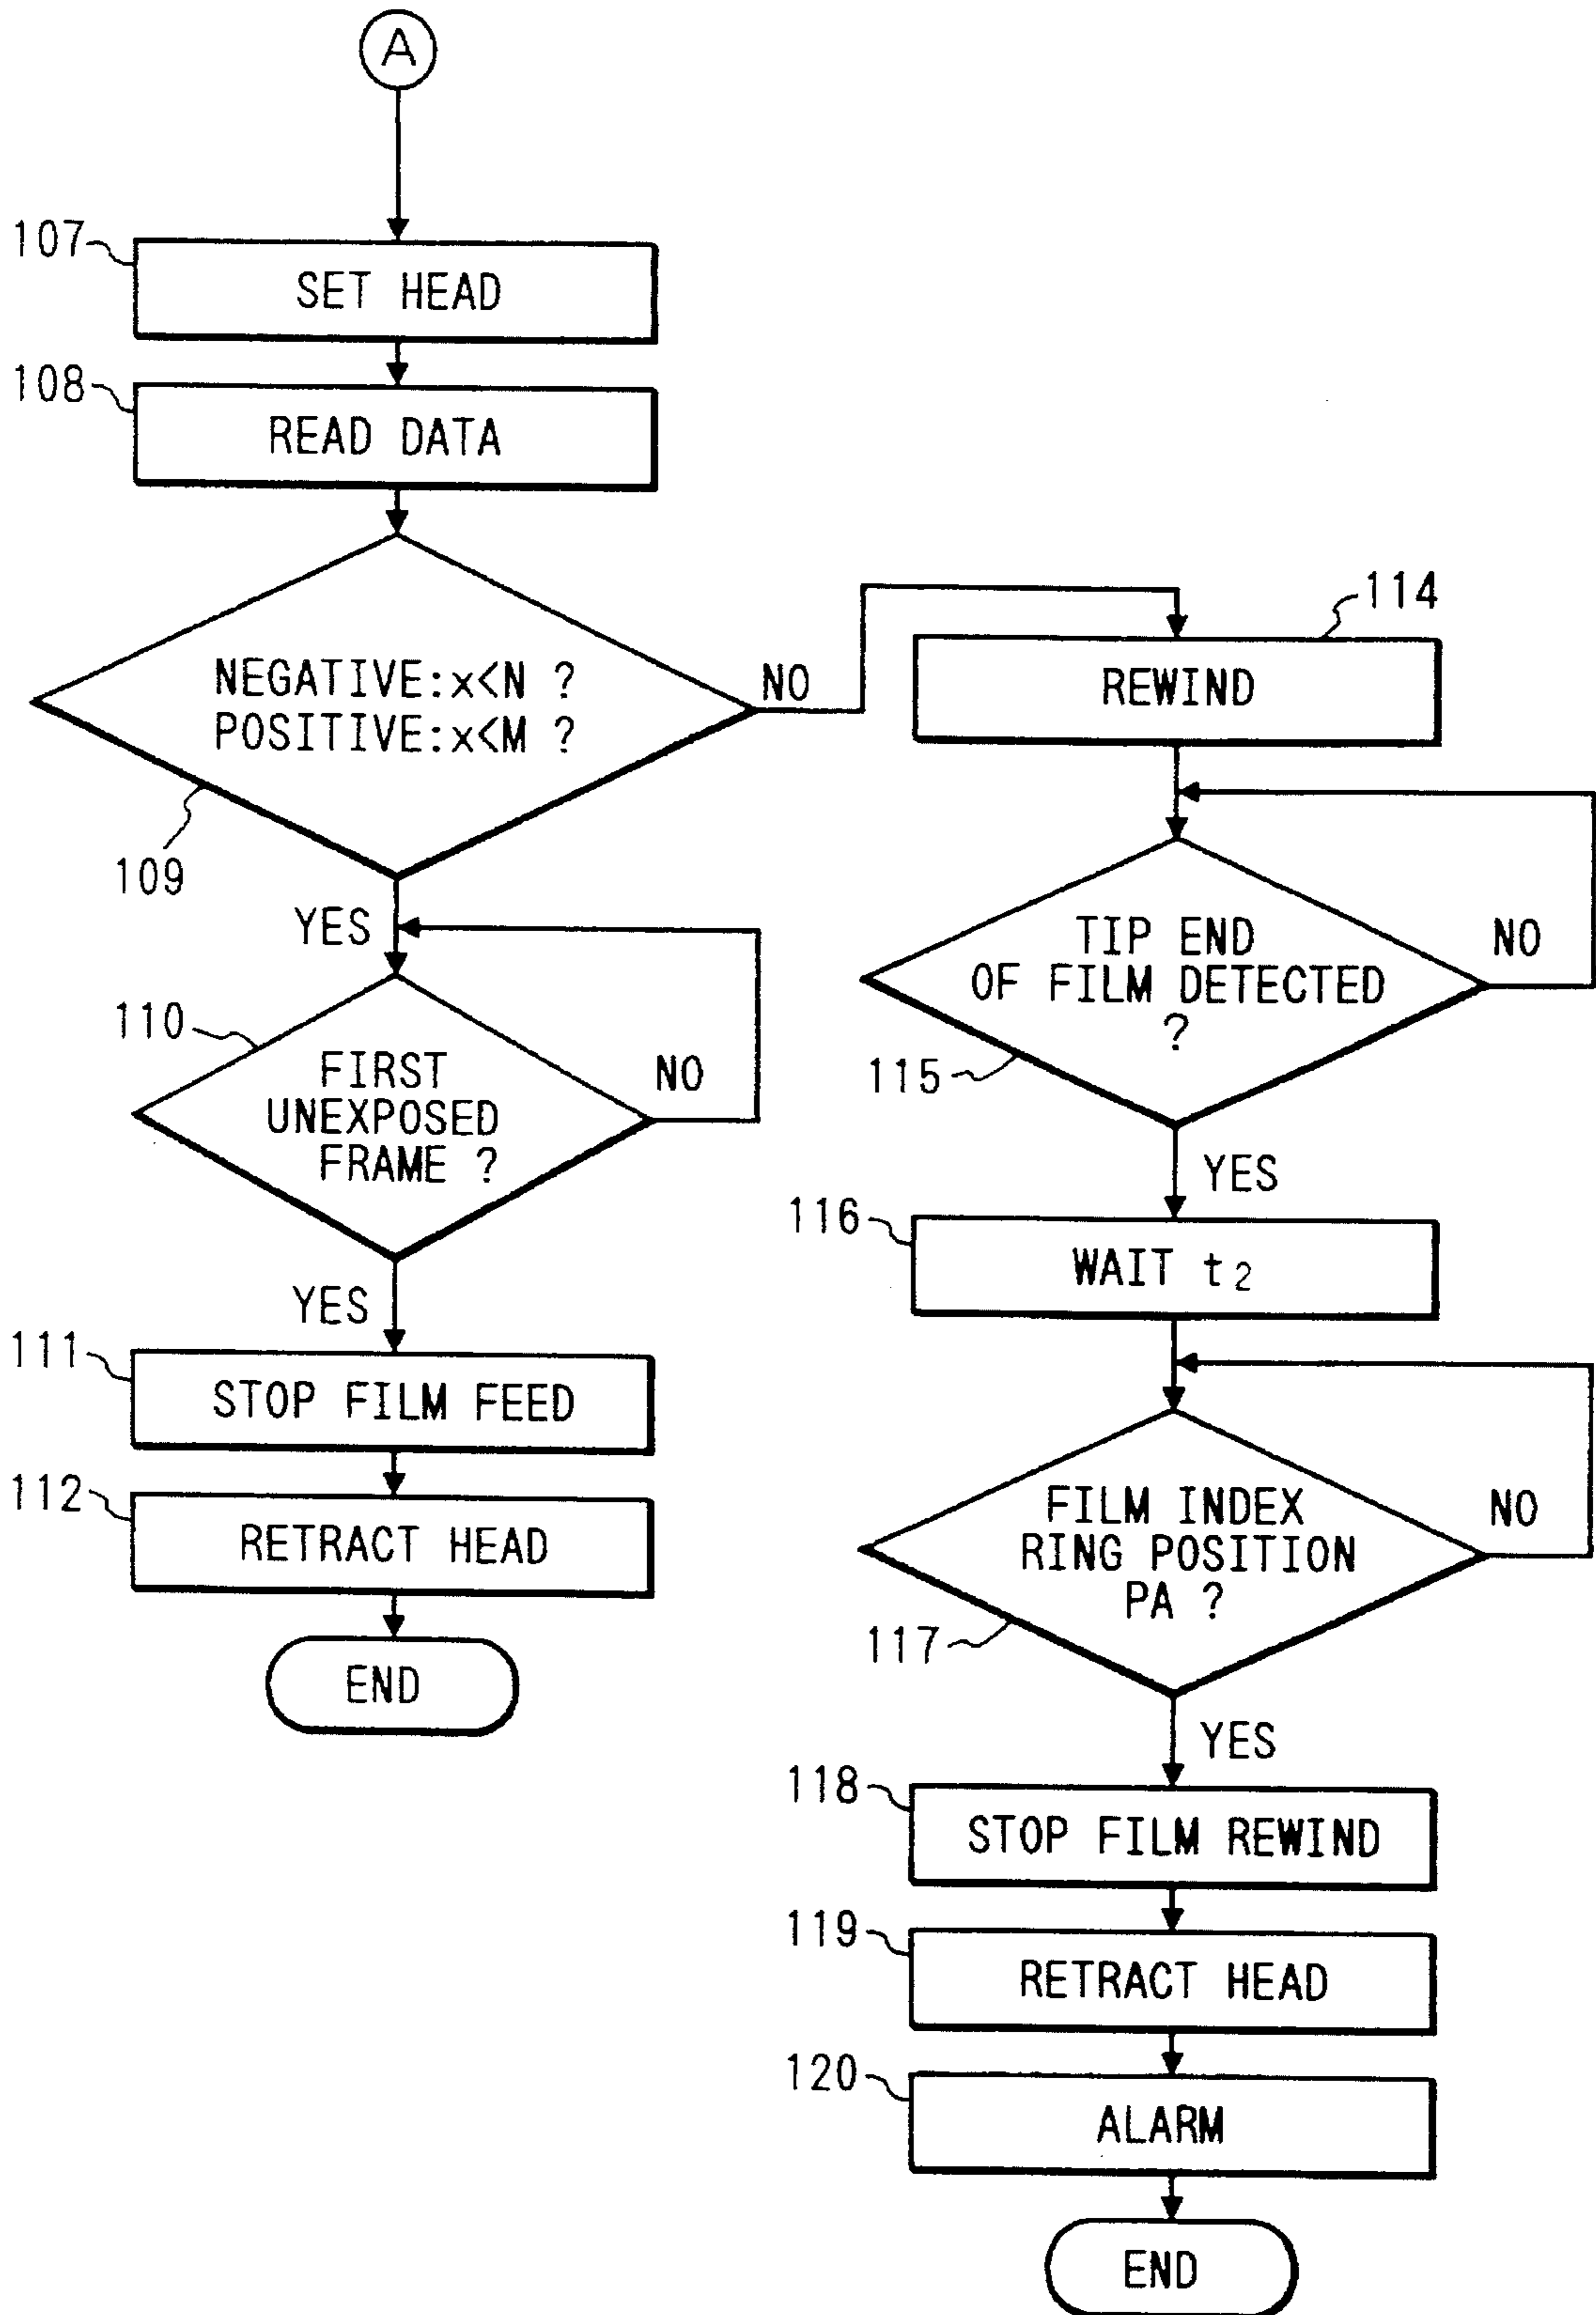 A
107
SET HEAD
108
READ DATA
NEGATIVE:x<N ?
POSITIVE:x<M ?
NO
109
YES
110
FIRST
UNEXPOSED
FRAME ?
NO
YES
111
STOP FILM FEED
112
RETRACT HEAD
END
114
REWIND
TIP END
OF FILM DETECTED
?
NO
115
YES
116
WAIT t2
FILM INDEX
RING POSITION
PA ?
NO
117
YES
118
STOP FILM REWIND
119
RETRACT HEAD
120
ALARM
END